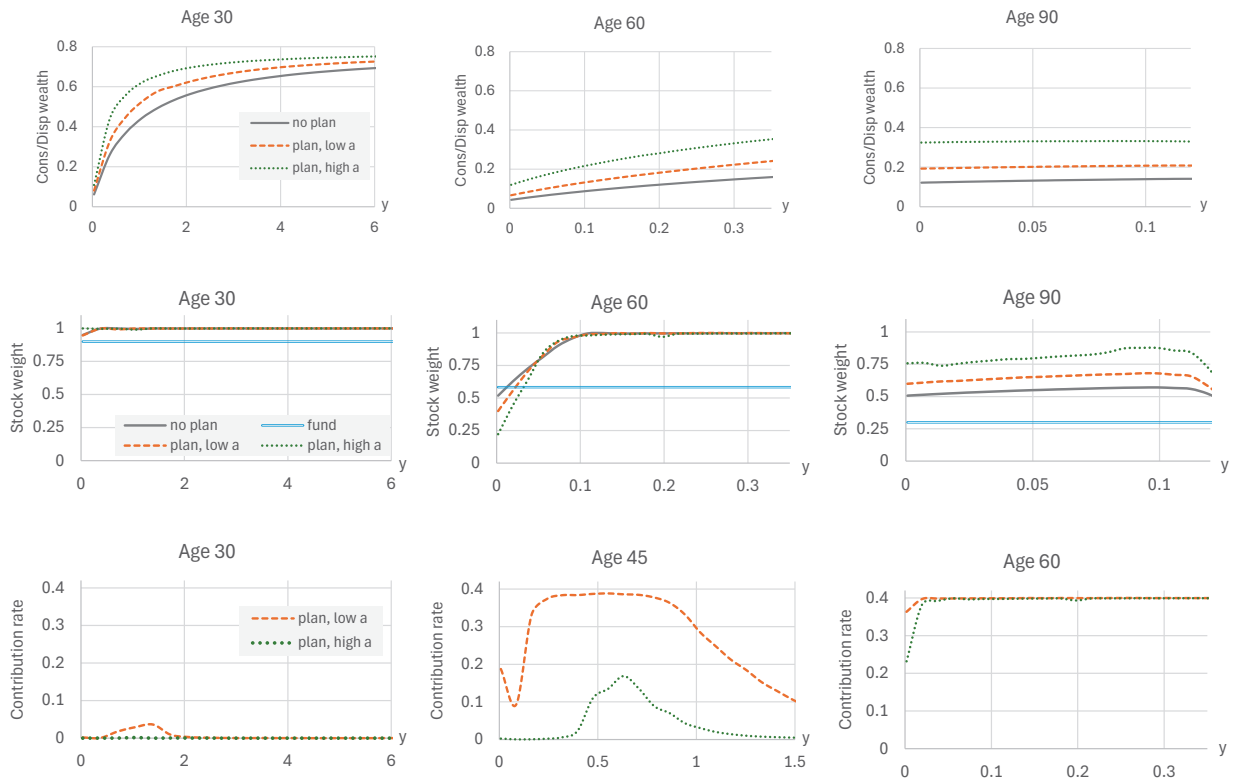 Age 30
Cons/Disp wealth
0.8
0.6
0.4
0.2
0
no plan
plan, low a
plan, high a
y
0 2 4 6
Age 60
Cons/Disp wealth
0.8
0.6
0.4
0.2
0
y
0 0.1 0.2 0.3
Age 90
Cons/Disp wealth
0.8
0.6
0.4
0.2
0
y
0 0.05 0.1
Age 30
Stock weight
1
0.75
0.5
0.25
0
no plan fund
plan, low a plan, high a
y
0 2 4 6
Age 60
Stock weight
1
0.75
0.5
0.25
0
y
0 0.1 0.2 0.3
Age 90
Stock weight
1
0.75
0.5
0.25
0
y
0 0.05 0.1
Age 30
Contribution rate
0.4
0.3
0.2
0.1
0
plan, low a
plan, high a
y
0 2 4 6
Age 45
Contribution rate
0.4
0.3
0.2
0.1
0
y
0 0.5 1 1.5
Age 60
Contribution rate
0.4
0.3
0.2
0.1
0
y
0 0.1 0.2 0.3